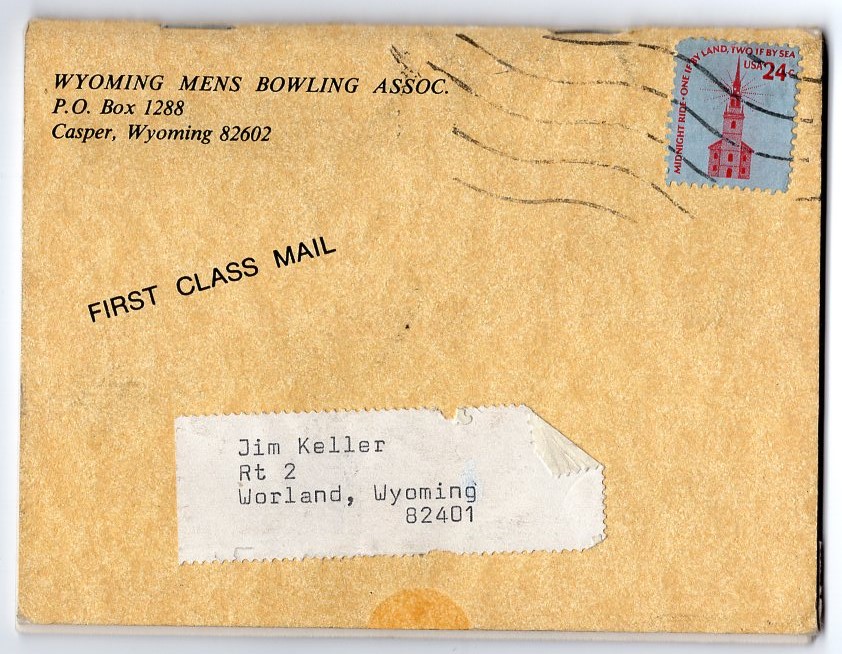 WYOMING MENS BOWLING ASSOC.
P.O. Box 1288
Casper, Wyoming 82602
MIDNIGHT RIDE · ONE IF BY LAND, TWO IF BY SEA
USA 24c
FIRST CLASS MAIL
Jim Keller
Rt 2
Worland, Wyoming
82401